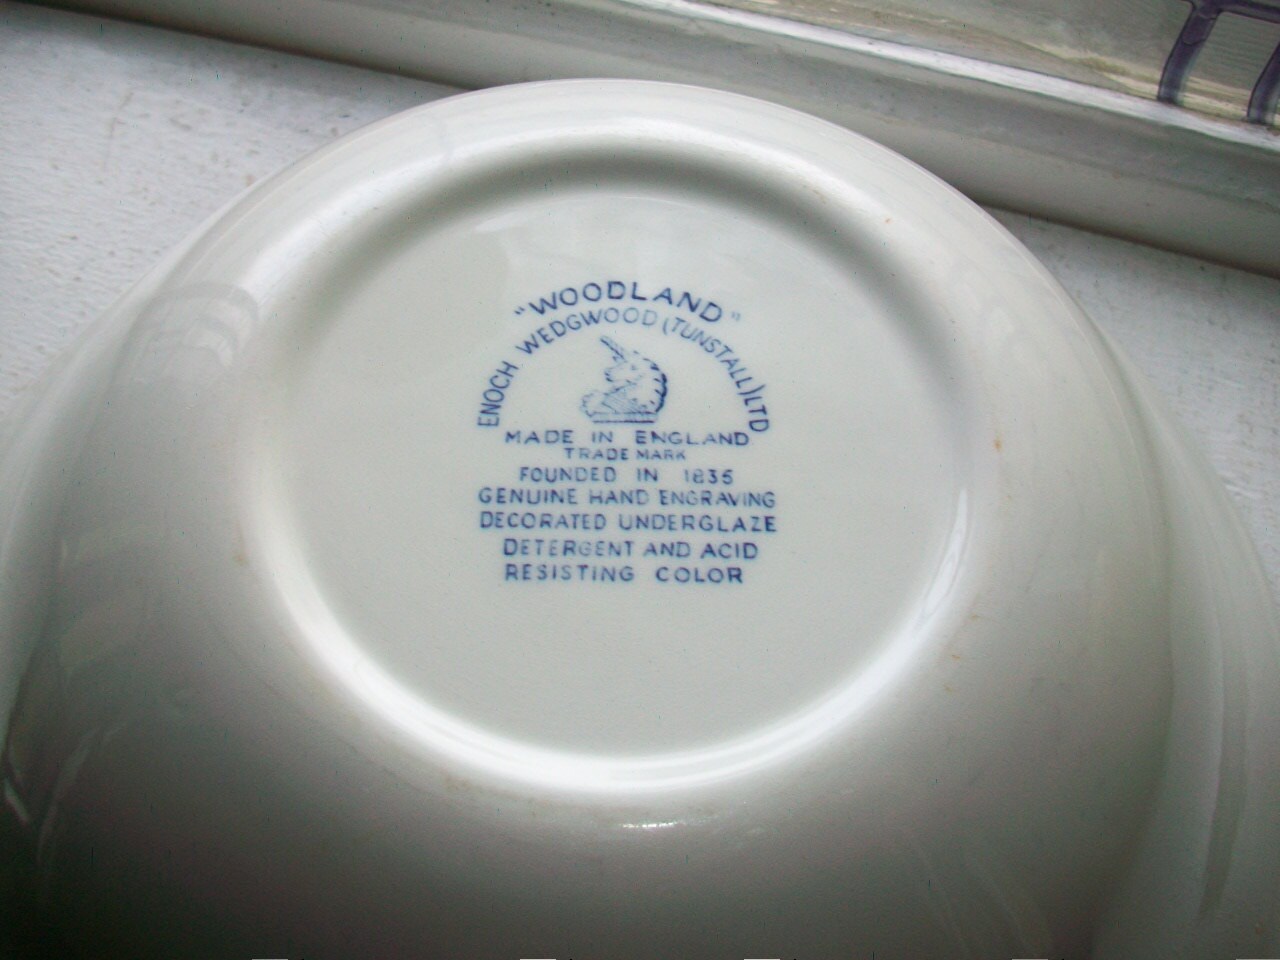 "WOODLAND"
ENOCH WEDGWOOD (TUNSTALL) LTD
MADE IN ENGLAND
TRADE MARK
FOUNDED IN 1835
GENUINE HAND ENGRAVING
DECORATED UNDERGLAZE
DETERGENT AND ACID
RESISTING COLOR